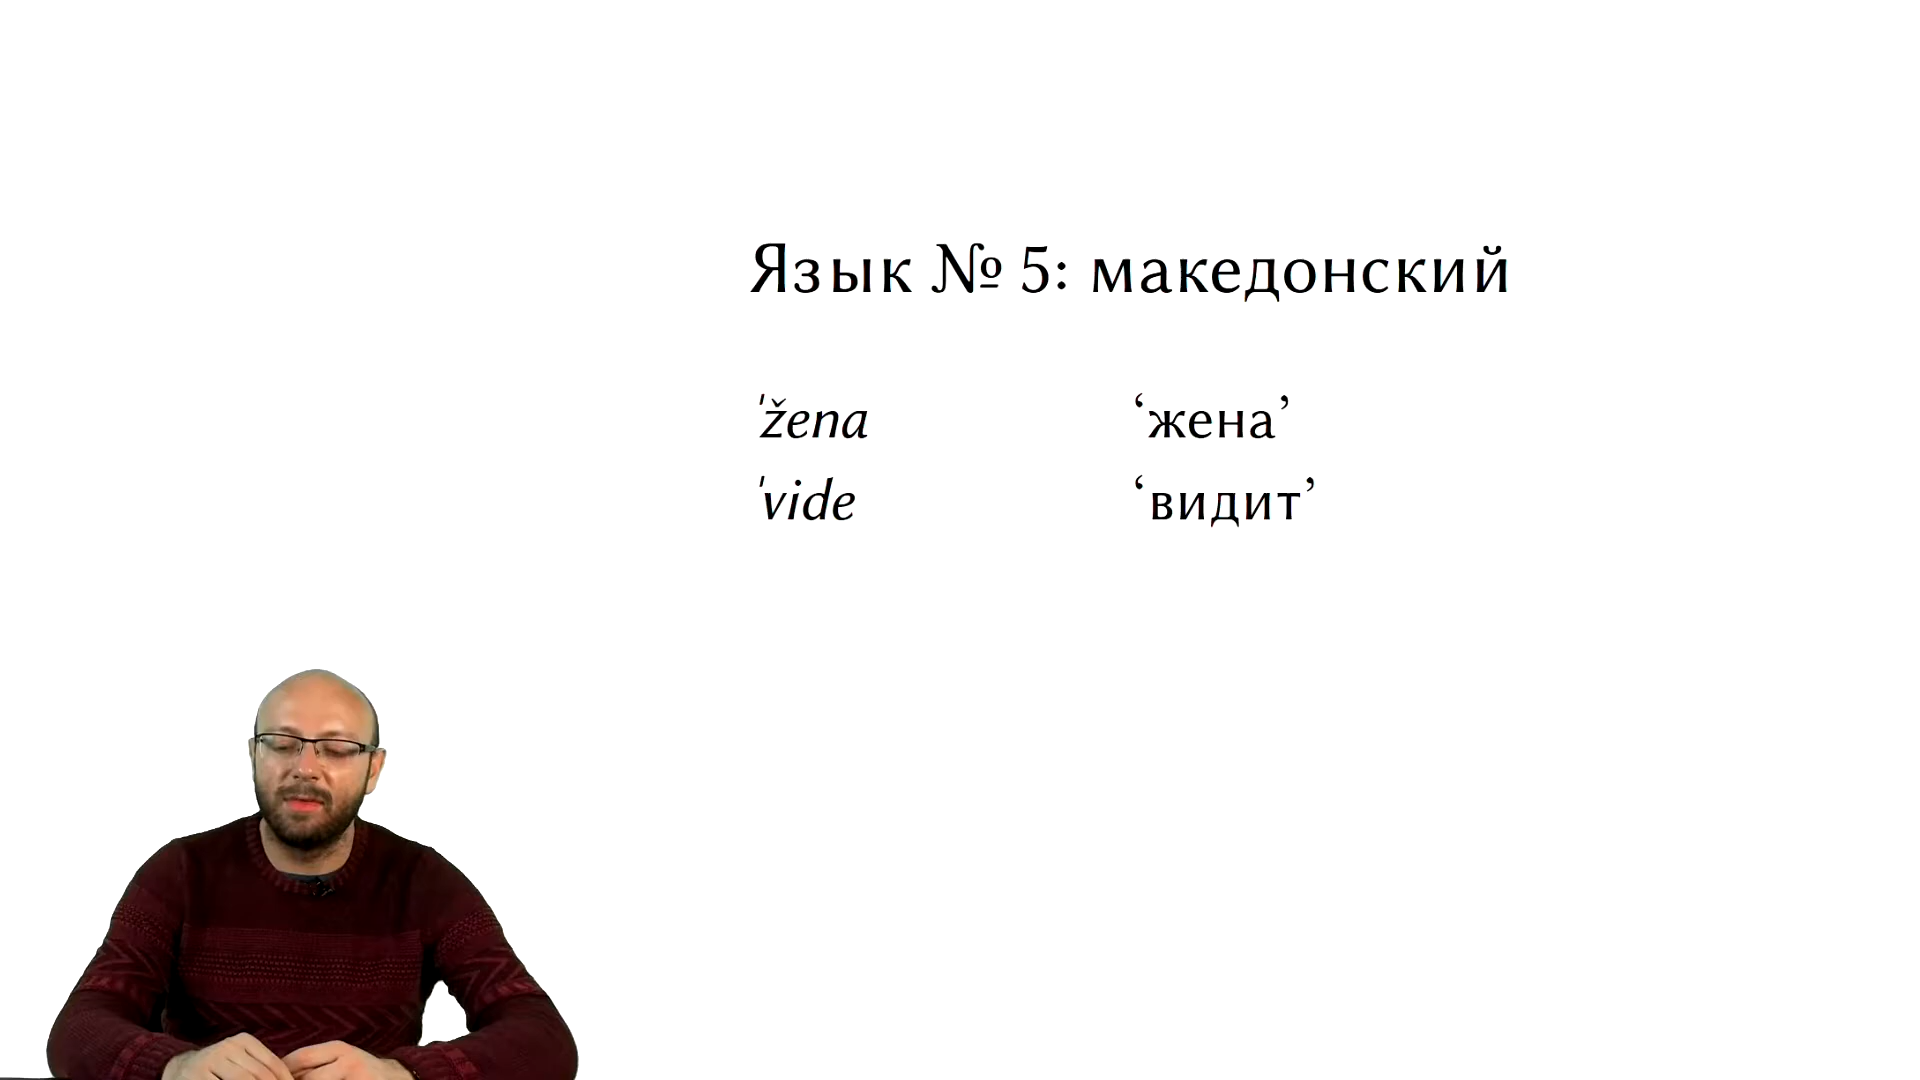 Язык № 5: македонский
ˈžena ‘жена’
ˈvide ‘видит’